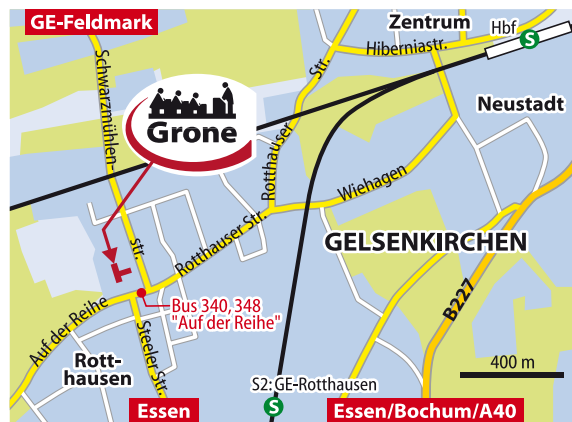 GE-Feldmark
Zentrum
Hbf
S
Hiberniastr.
Schwarzmühlen-
str.
Grone
Neustadt
Rotthauser
Str.
Wiehagen
Rotthauser Str.
GELSENKIRCHEN
B227
Bus 340, 348
"Auf der Reihe"
Auf der Reihe
Steeler Str.
Rott-
hausen
400 m
S2: GE-Rotthausen
S
Essen
Essen/Bochum/A40